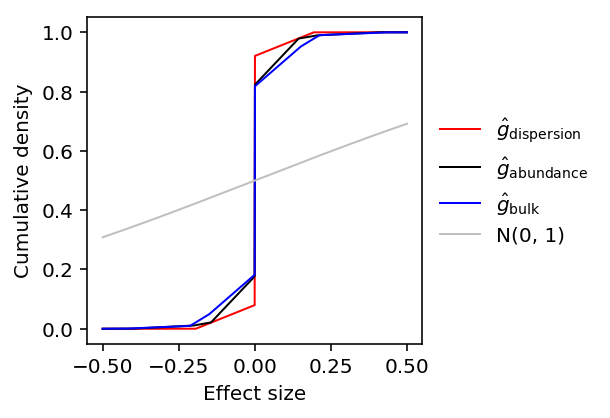 1.0
0.8
0.6
0.4
0.2
0.0
Cumulative density
−0.50 −0.25 0.00 0.25 0.50
Effect size
ĝdispersion
ĝabundance
ĝbulk
N(0, 1)